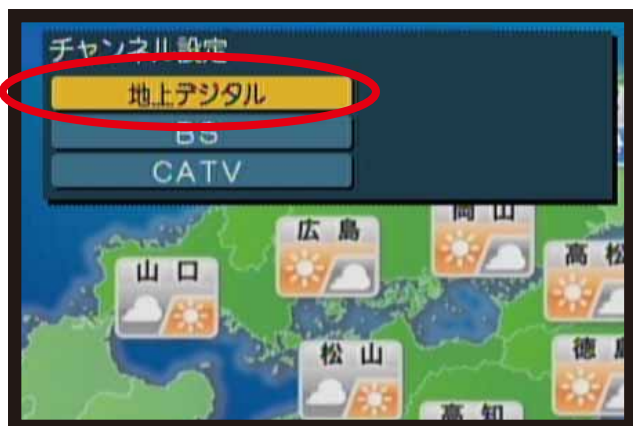 チャンネル設定
地上デジタル
BS
CATV
岡山
広島
高松
山口
松山
徳島
高知